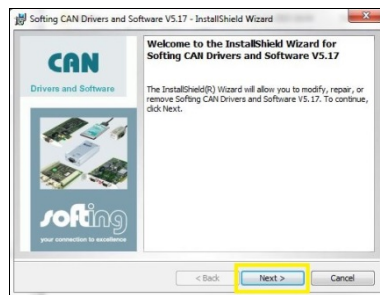 Softing CAN Drivers and Software V5.17 - InstallShield Wizard
CAN
Drivers and Software
softing
your connection to excellence
Welcome to the InstallShield Wizard for
Softing CAN Drivers and Software V5.17
The InstallShield(R) Wizard will allow you to modify, repair, or
remove Softing CAN Drivers and Software V5.17. To continue,
click Next.
< Back
Next >
Cancel